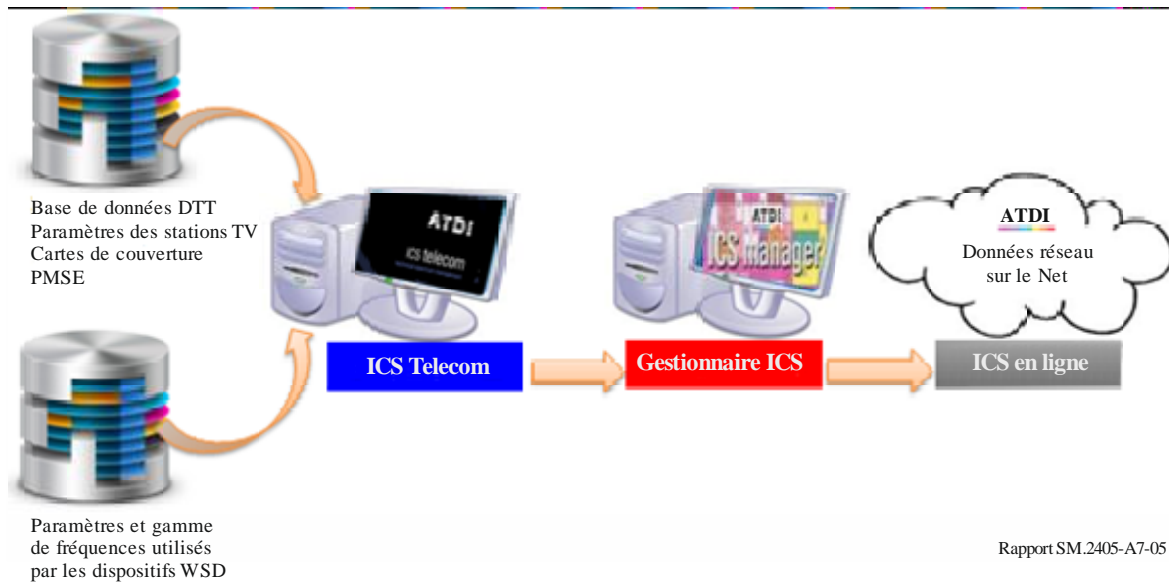 Base de données DTT
Paramètres des stations TV
Cartes de couverture
PMSE
ATDI
ics telecom
ICS Telecom
ATDI
ICS Manager
Gestionnaire ICS
ATDI
Données réseau
sur le Net
ICS en ligne
Paramètres et gamme
de fréquences utilisés
par les dispositifs WSD
Rapport SM.2405-A7-05